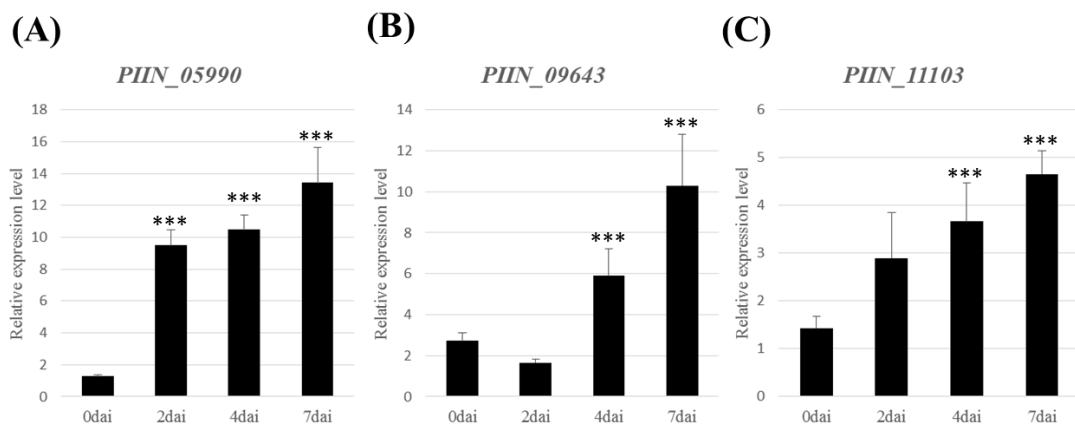 (A)
PIIN_05990
Relative expression level
18
16
14
12
10
8
6
4
2
0
***
***
***
0dai 2dai 4dai 7dai
(B)
PIIN_09643
Relative expression level
14
12
10
8
6
4
2
0
***
***
0dai 2dai 4dai 7dai
(C)
PIIN_11103
Relative expression level
6
5
4
3
2
1
0
***
***
0dai 2dai 4dai 7dai